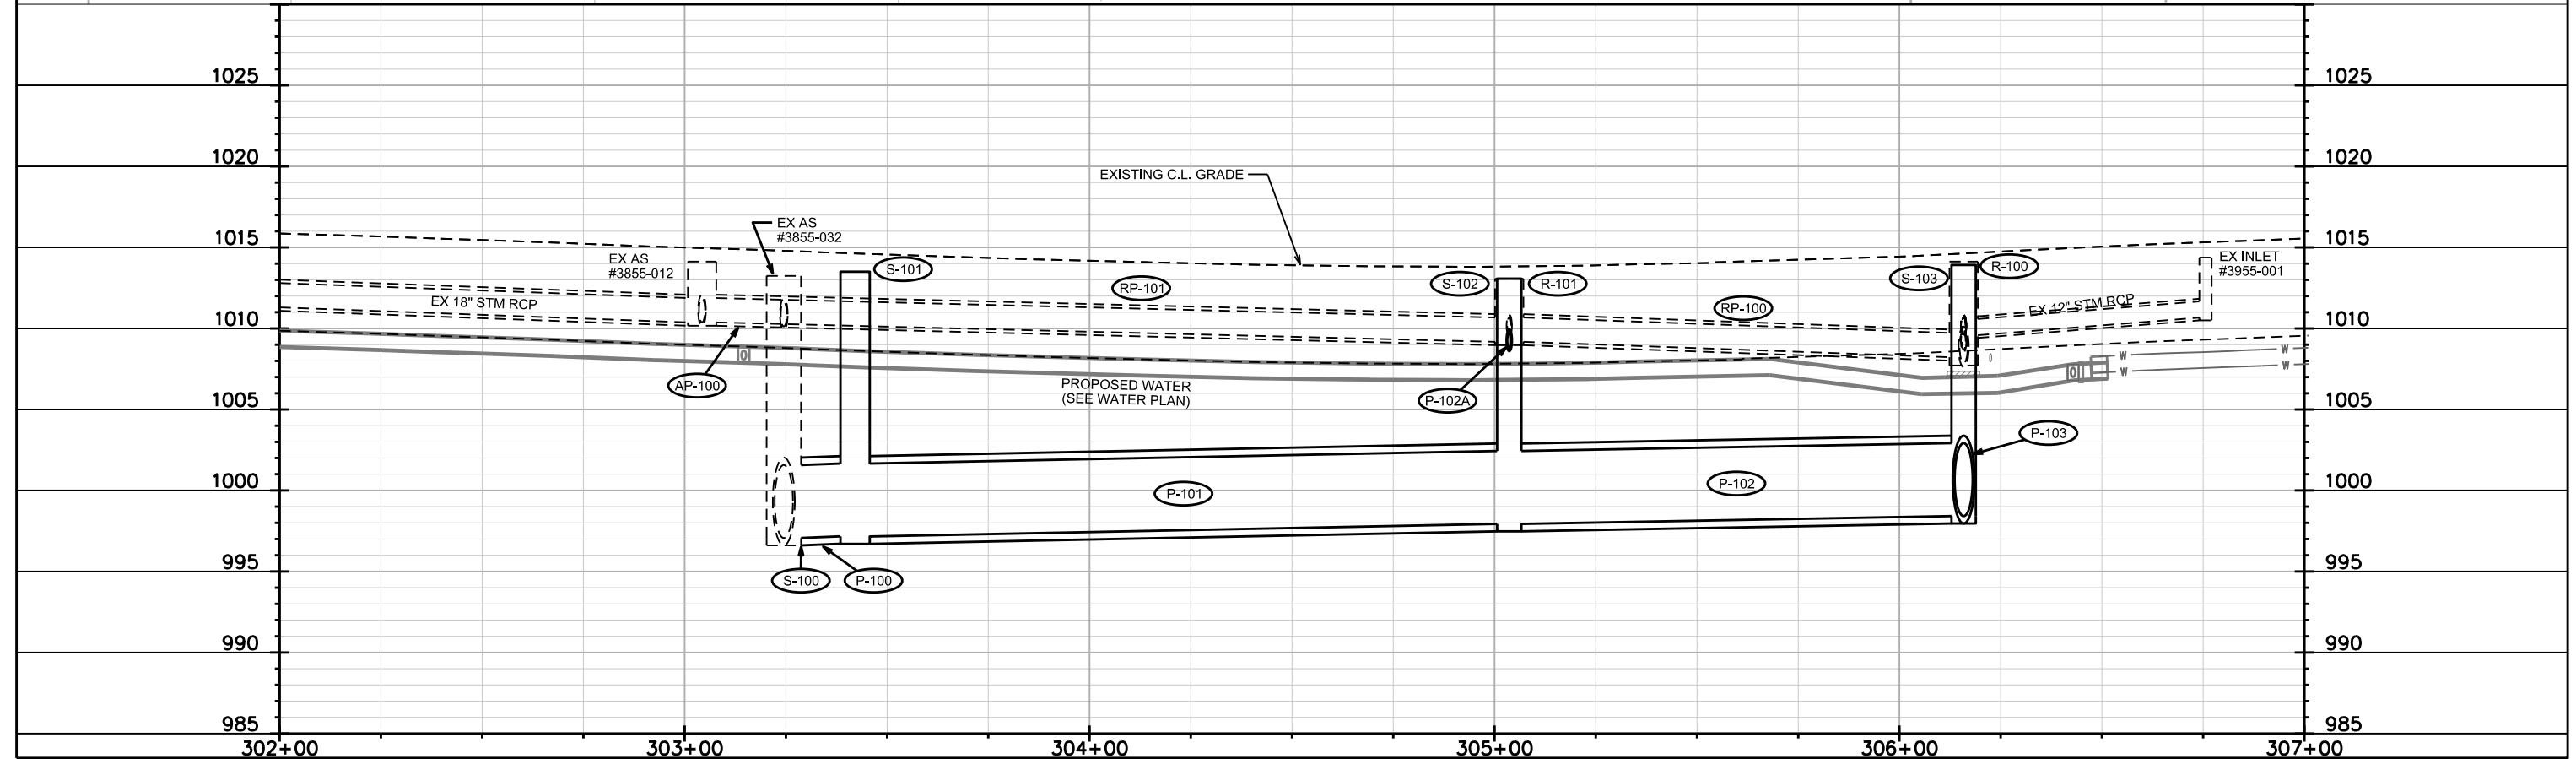 1025
1025
1020
1020
EXISTING C.L. GRADE
EX AS
#3855-032
1015
1015
EX AS
#3855-012
S-101
RP-101
S-102
R-101
S-103
R-100
EX INLET
#3955-001
EX 18" STM RCP
RP-100
EX 12" STM RCP
1010
1010
W
W
W
W
AP-100
PROPOSED WATER
(SEE WATER PLAN)
P-102A
1005
1005
P-103
P-101
P-102
1000
1000
995
995
S-100
P-100
990
990
985
985
302+00
303+00
304+00
305+00
306+00
307+00